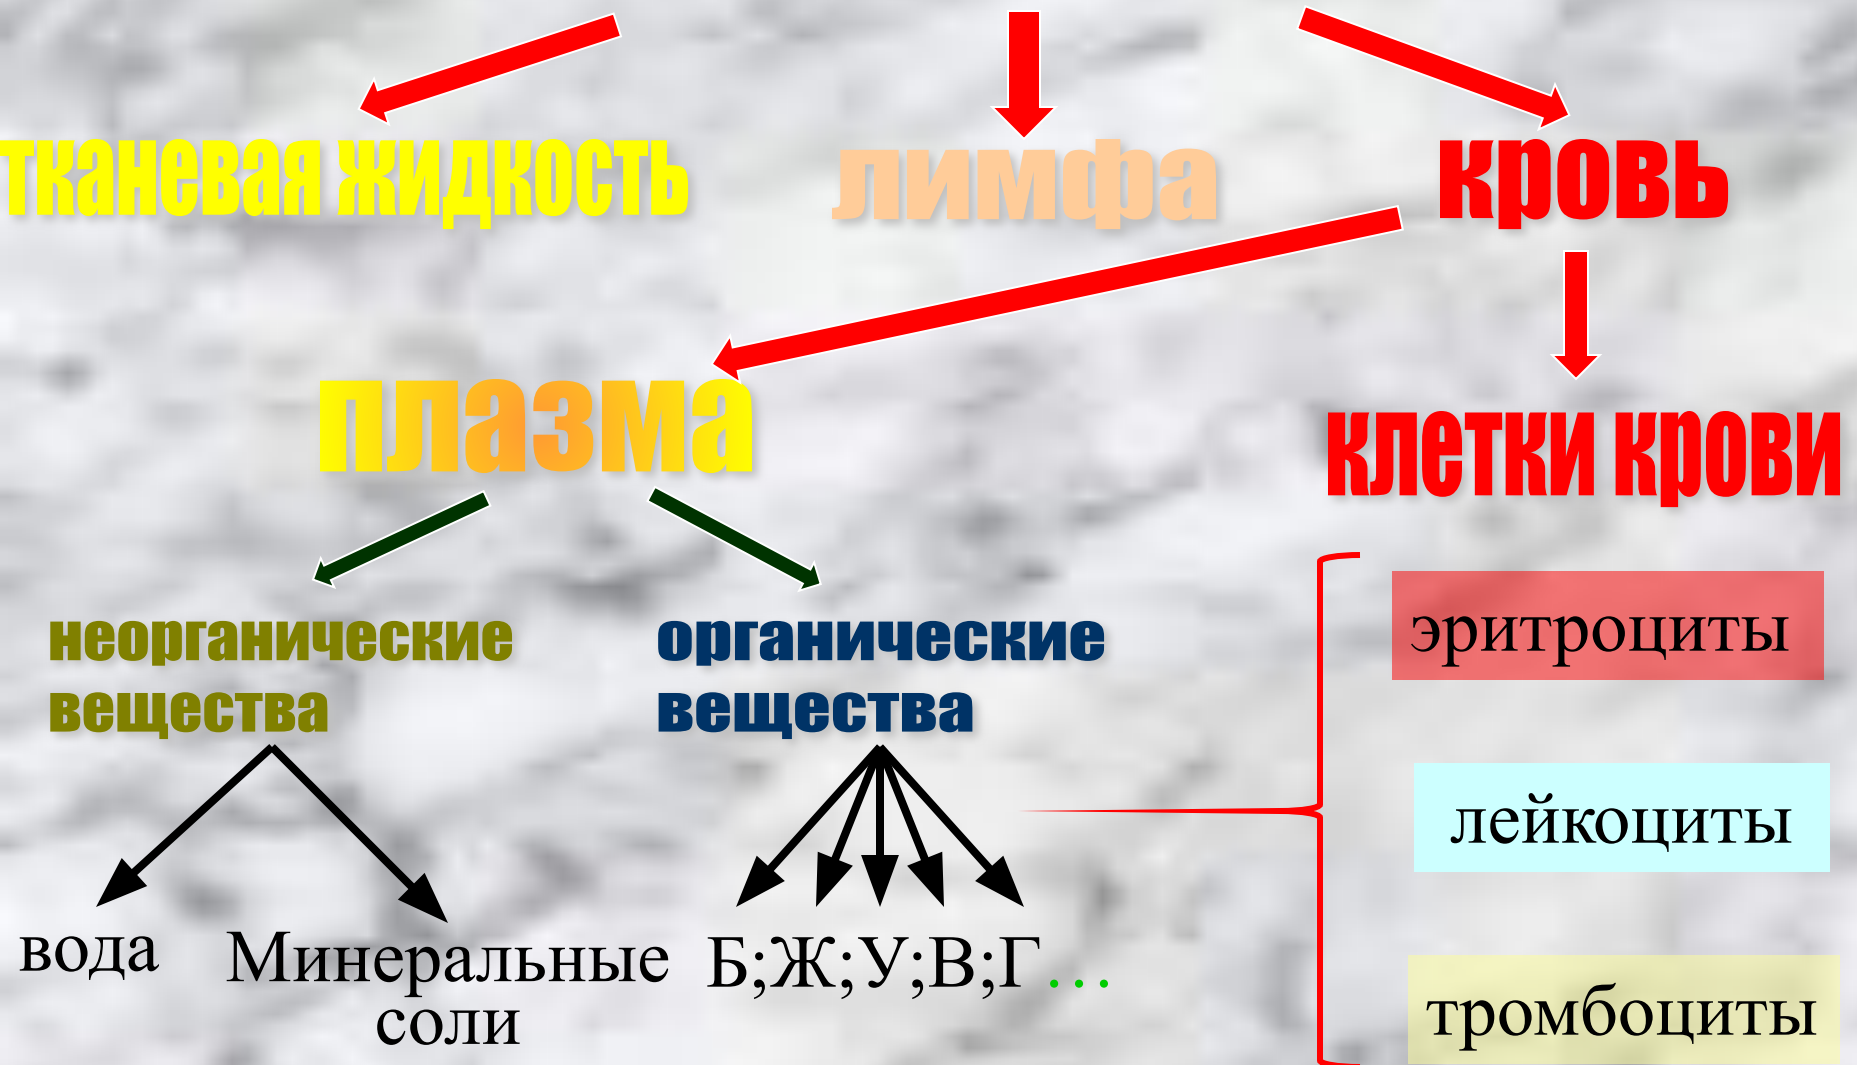 тканевая жидкость
лимфа
кровь
плазма
клетки крови
неорганические
вещества
органические
вещества
эритроциты
лейкоциты
тромбоциты
вода
Минеральные
соли
Б;Ж;У;В;Г...